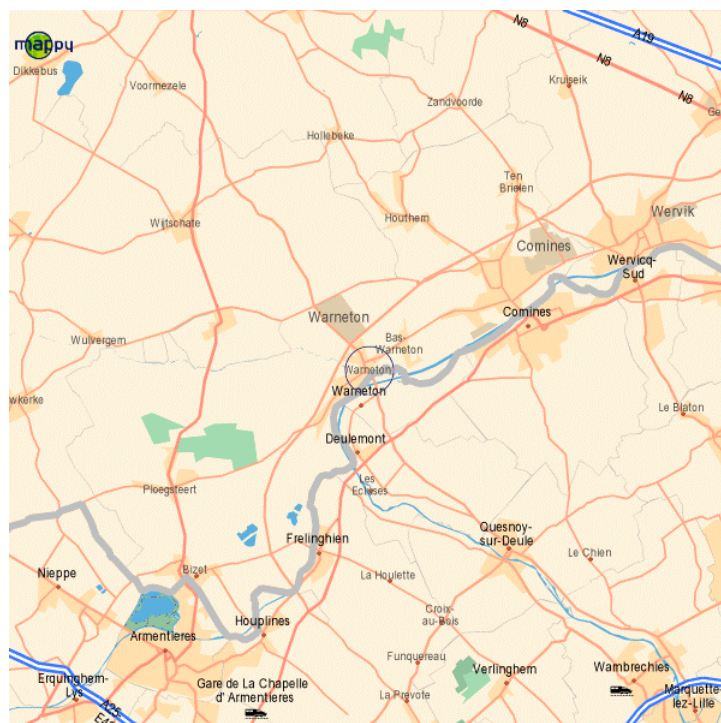 mappy
N8
A19
Dikkebus
Voormezele
Kruiseik
N8
Zandvoorde
N8
Ge
Hollebeke
Ten
Brielen
Wijtschate
Houthem
Wervik
Comines
Wervicq-
Sud
Warneton
Comines
Wulvergem
Bas-
Warneton
Warneton
Warneton
wkerke
Le Blaton
Deulemont
Les
Ecluses
Ploegsteert
Quesnoy-
sur-Deule
Frelinghien
Le Chien
Bizet
Nieppe
La Houlette
Croix-
au-Bois
Houplines
Armentieres
Funquereau
Verlinghem
Wambrechies
Erquinghem-
Lys
Gare de La Chapelle
d' Armentieres
La Prevote
Marquette-
lez-Lille
A25